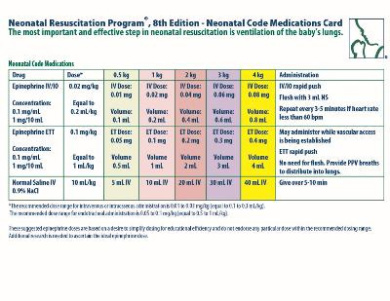 Neonatal Resuscitation Program®, 8th Edition - Neonatal Code Medications Card
The most important and effective step in neonatal resuscitation is ventilation of the baby's lungs.
Neonatal Code Medications
Drug Dose* 0.5 kg 1 kg 2 kg 3 kg 4 kg Administration
Epinephrine IV/IO 0.02 mg/kg IV Dose: IV Dose: IV Dose: IV Dose: IV Dose: IV/IO rapid push
0.01 mg 0.02 mg 0.04 mg 0.06 mg 0.08 mg Flush with 3 mL NS
Concentration: Equal to Repeat every 3-5 minutes if heart rate
0.1 mg/mL 0.2 mL/kg Volume: Volume: Volume: Volume: Volume: less than 60 bpm
1 mg/10 mL 0.1 mL 0.2 mL 0.4 mL 0.6 mL 0.8 mL
Epinephrine ETT 0.1 mg/kg ET Dose: ET Dose: ET Dose: ET Dose: ET Dose: May administer while vascular access
0.05 mg 0.1 mg 0.2 mg 0.3 mg 0.4 mg is being established
Concentration: Equal to ETT rapid push
0.1 mg/mL 1 mL/kg Volume Volume Volume Volume Volume No need for flush. Provide PPV breaths
1 mg/10 mL 0.5 mL 1 mL 2 mL 3 mL 4 mL to distribute into lungs.
Normal Saline IV 10 mL/kg 5 mL IV 10 mL IV 20 mL IV 30 mL IV 40 mL IV Give over 5-10 min
0.9% NaCl
*The recommended dose range for intravenous or intraosseous administration is 0.01 to 0.03 mg/kg (equal to 0.1 to 0.3 mL/kg).
The recommended dose range for endotracheal administration is 0.05 to 0.1 mg/kg (equal to 0.5 to 1 mL/kg).
These suggested epinephrine doses are based on a desire to simplify dosing for educational efficiency and do not endorse any particular dose within the recommended dosing range.
Additional research is needed to ascertain the ideal epinephrine dose.